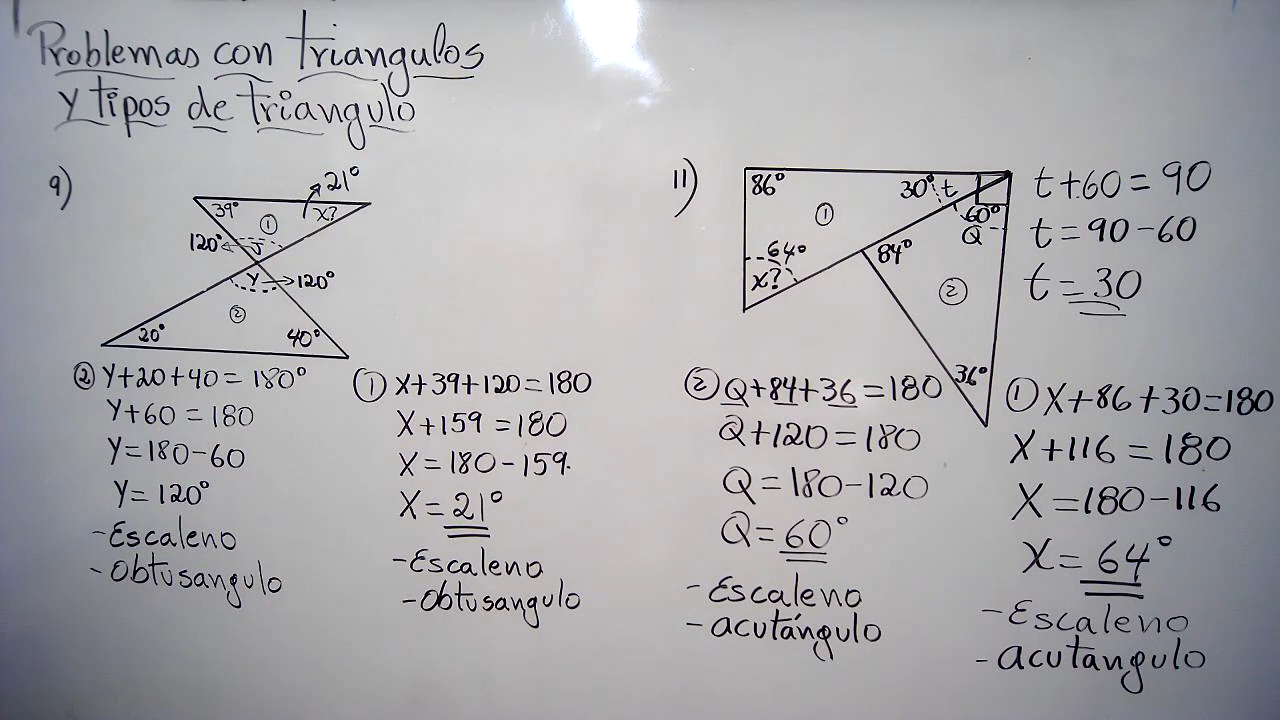 Problemas con triangulos
y tipos de triangulo
9)
21°
39°
①
x?
120°
J
Y
120°
②
20°
40°
② Y+20+40=180°
Y+60=180
Y=180-60
Y=120°
-Escaleno
-Obtusangulo
① X+39+120=180
X+159=180
X=180-159.
X=21°
-Escaleno
-Obtusangulo
11)
86°
30°
t
60°
Q
①
64°
x?
84°
②
36°
t+60=90
t=90-60
t=30
② Q+84+36=180
Q+120=180
Q=180-120
Q=60°
-Escaleno
-acutángulo
① X+86+30=180
X+116=180
X=180-116
X=64°
-Escaleno
-acutangulo